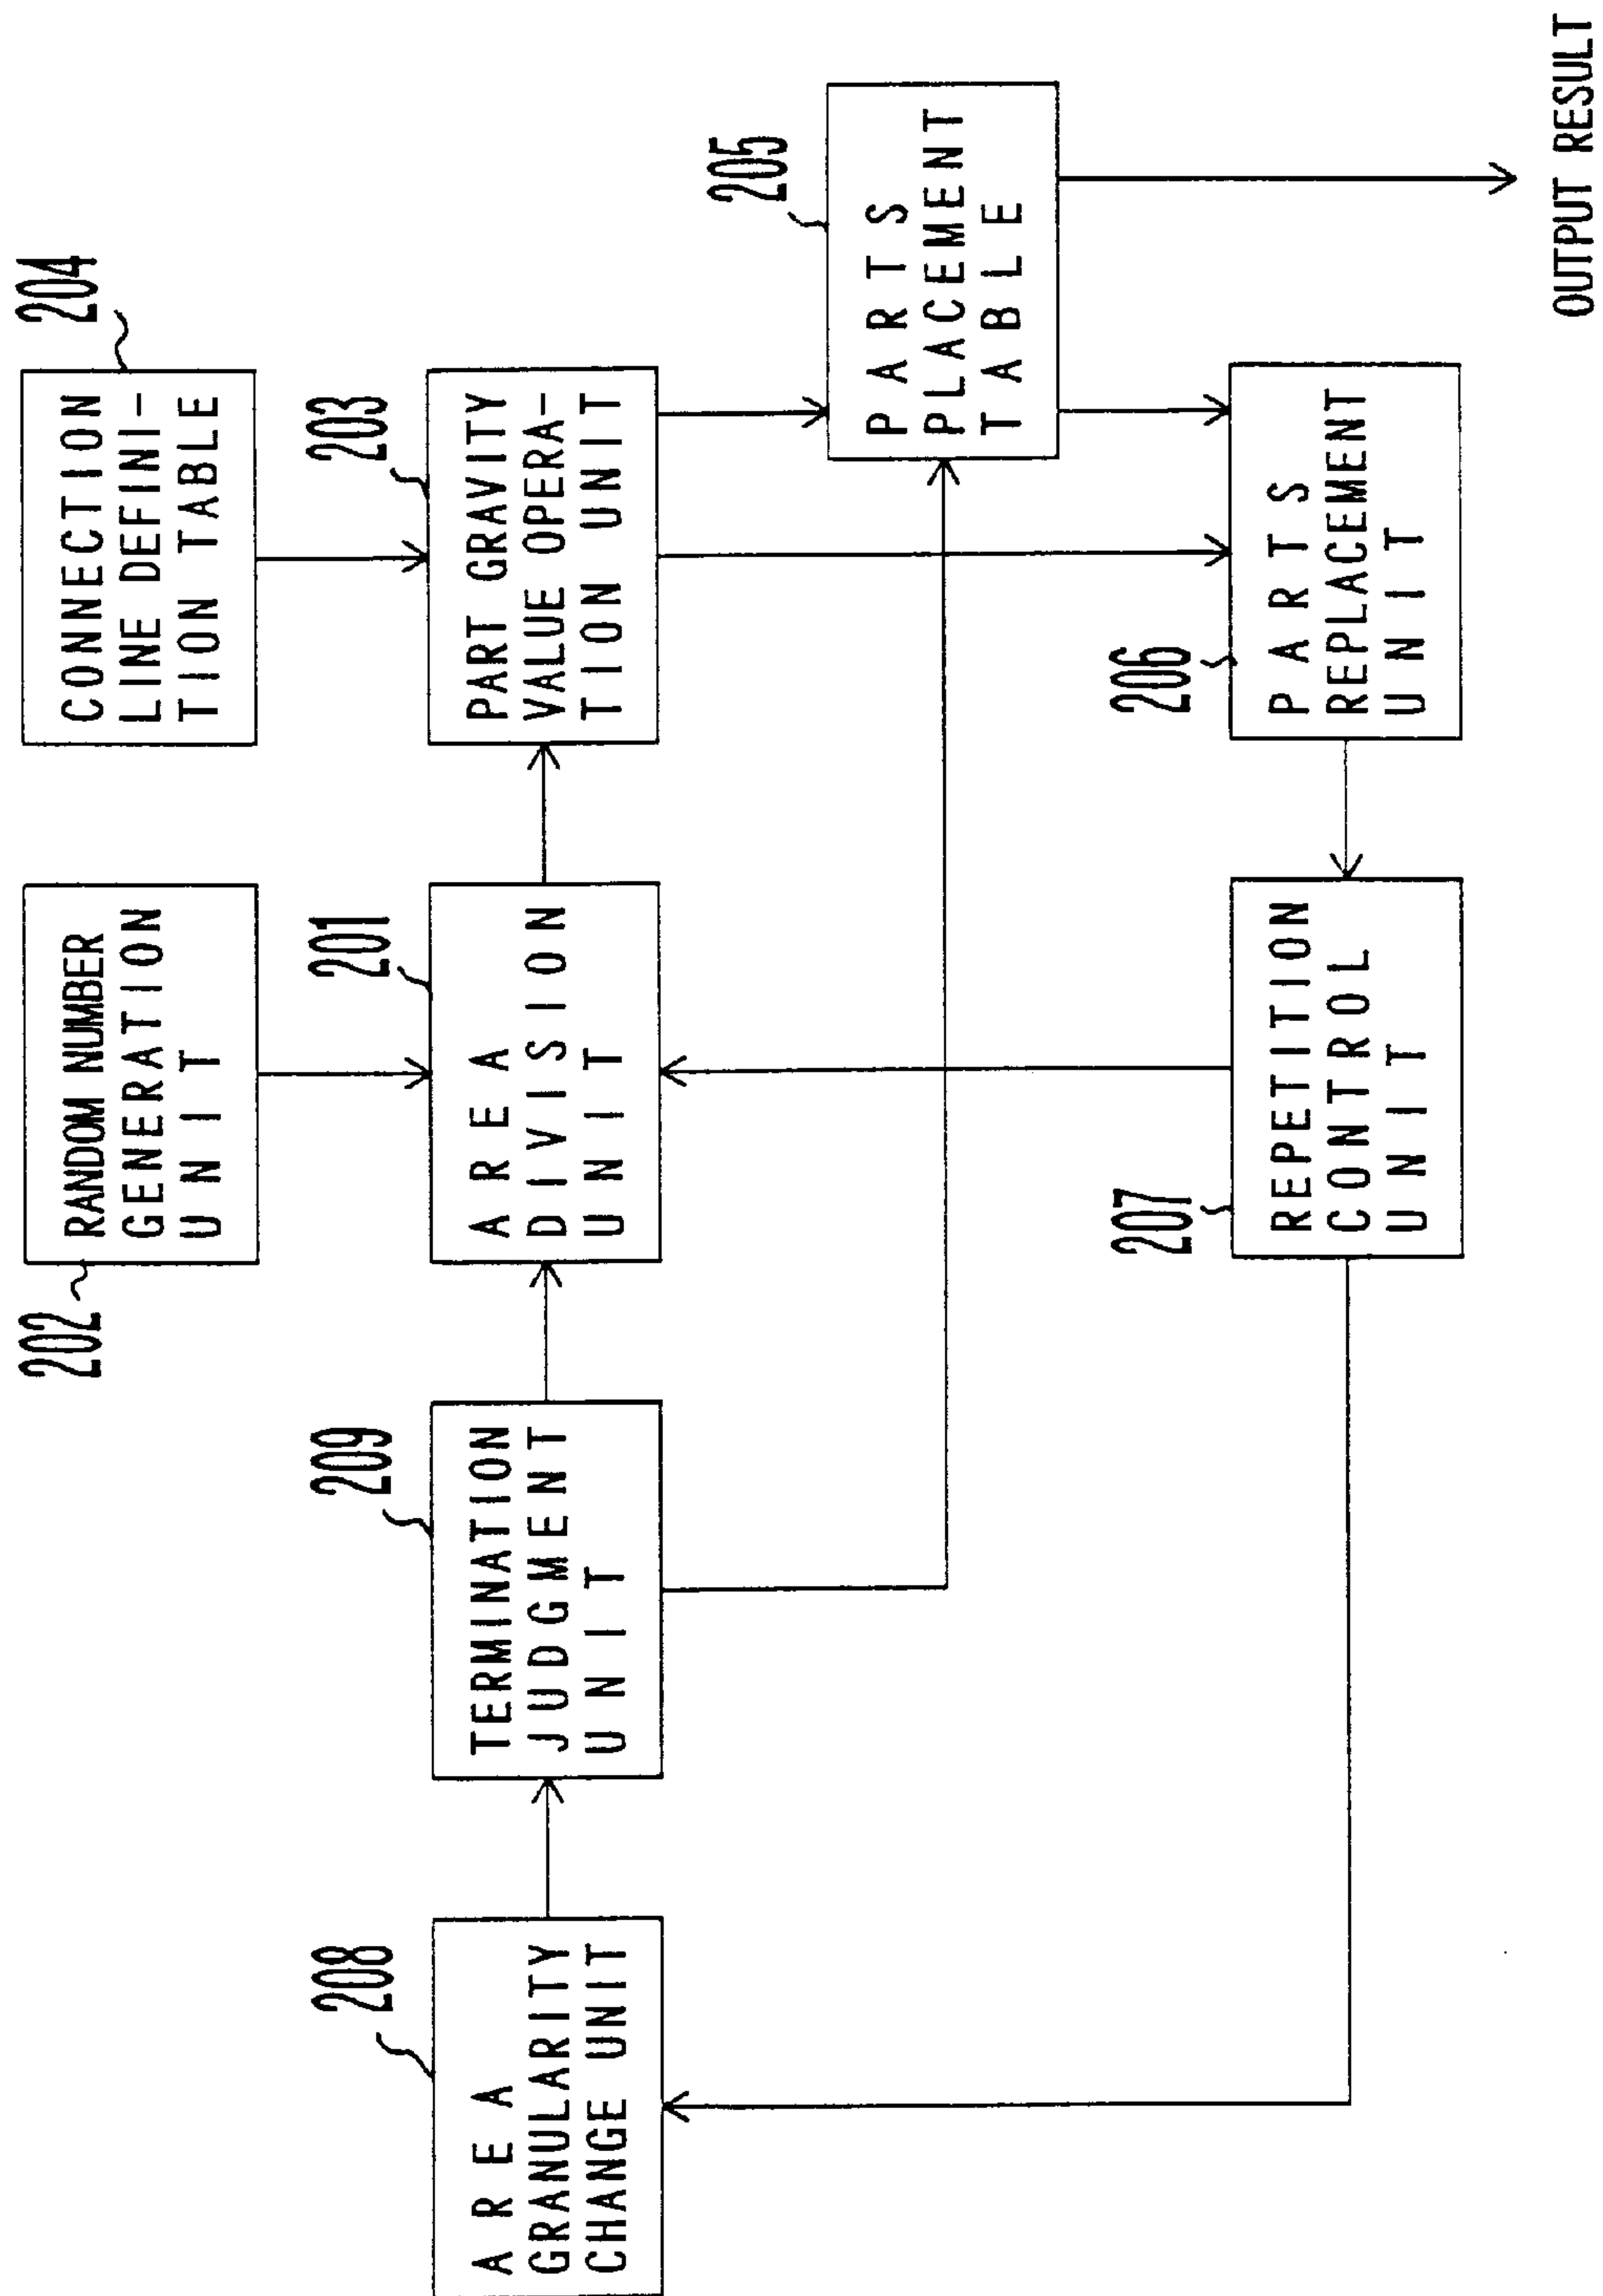 202
RANDOM NUMBER
GENERATION
UNIT
204
CONNECTION
LINE DEFINI-
TION TABLE
208
AREA
GRANULARITY
CHANGE UNIT
209
TERMINATION
JUDGMENT
UNIT
201
AREA
DIVISION
UNIT
203
PART GRAVITY
VALUE OPERA-
TION UNIT
205
PARTS
PLACEMENT
TABLE
207
REPETITION
CONTROL
UNIT
206
PARTS
REPLACEMENT
UNIT
OUTPUT RESULT